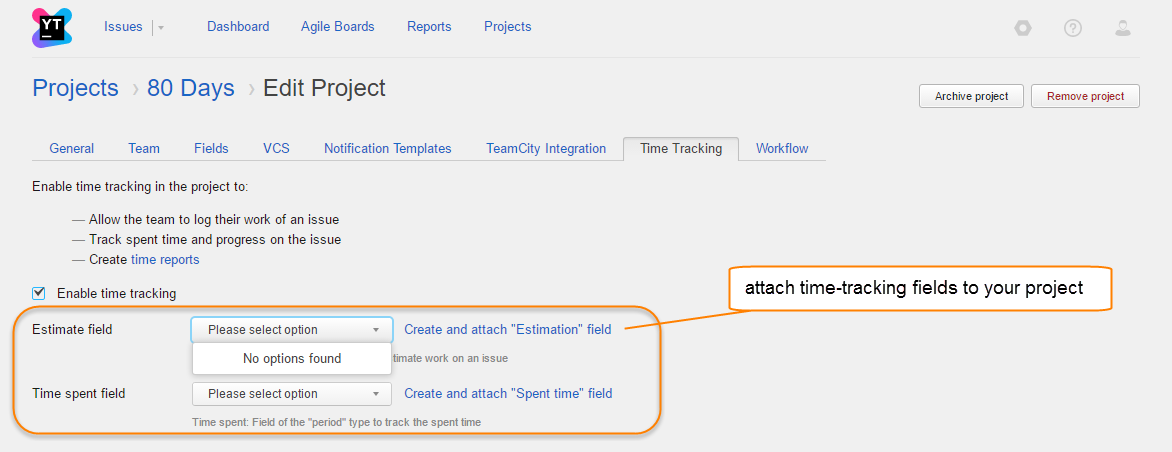 YT
Issues Dashboard Agile Boards Reports Projects
Projects › 80 Days › Edit Project
Archive project Remove project
General Team Fields VCS Notification Templates TeamCity Integration Time Tracking Workflow
Enable time tracking in the project to:
— Allow the team to log their work of an issue
— Track spent time and progress on the issue
— Create time reports
attach time-tracking fields to your project
Enable time tracking
Estimate field Please select option Create and attach "Estimation" field
No options found timate work on an issue
Time spent field Please select option Create and attach "Spent time" field
Time spent: Field of the "period" type to track the spent time